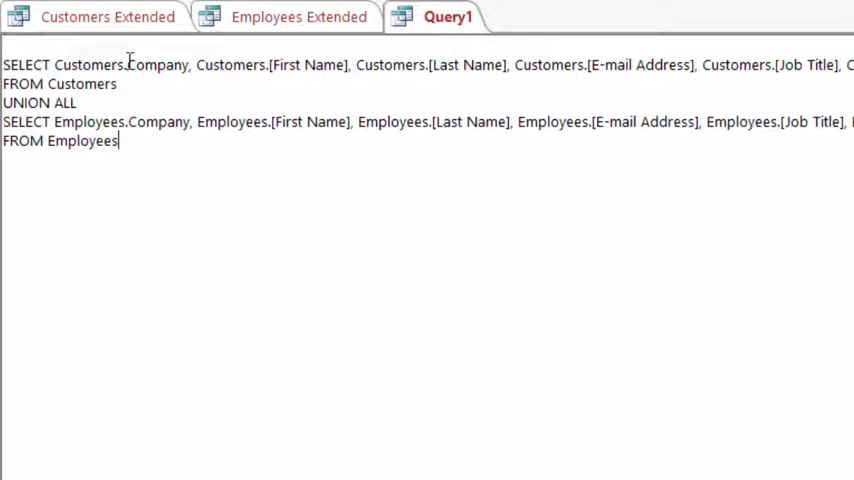 Customers Extended
Employees Extended
Query1
SELECT Customers.Company, Customers.[First Name], Customers.[Last Name], Customers.[E-mail Address], Customers.[Job Title], C
FROM Customers
UNION ALL
SELECT Employees.Company, Employees.[First Name], Employees.[Last Name], Employees.[E-mail Address], Employees.[Job Title],
FROM Employees